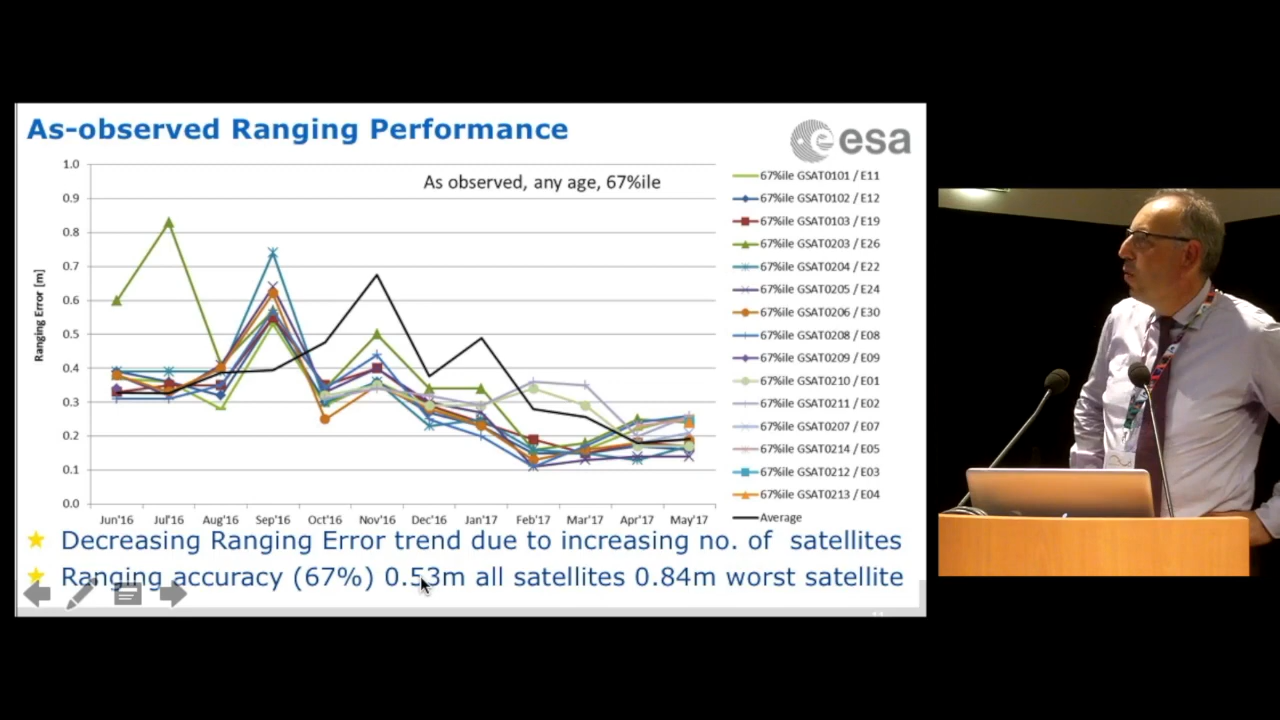 As-observed Ranging Performance
esa
As observed, any age, 67%ile
Ranging Error [m]
1.0
0.9
0.8
0.7
0.6
0.5
0.4
0.3
0.2
0.1
0.0
Jun'16 Jul'16 Aug'16 Sep'16 Oct'16 Nov'16 Dec'16 Jan'17 Feb'17 Mar'17 Apr'17 May'17
67%ile GSAT0101 / E11
67%ile GSAT0102 / E12
67%ile GSAT0103 / E19
67%ile GSAT0203 / E26
67%ile GSAT0204 / E22
67%ile GSAT0205 / E24
67%ile GSAT0206 / E30
67%ile GSAT0208 / E08
67%ile GSAT0209 / E09
67%ile GSAT0210 / E01
67%ile GSAT0211 / E02
67%ile GSAT0207 / E07
67%ile GSAT0214 / E05
67%ile GSAT0212 / E03
67%ile GSAT0213 / E04
Average
Decreasing Ranging Error trend due to increasing no. of satellites
Ranging accuracy (67%) 0.53m all satellites 0.84m worst satellite